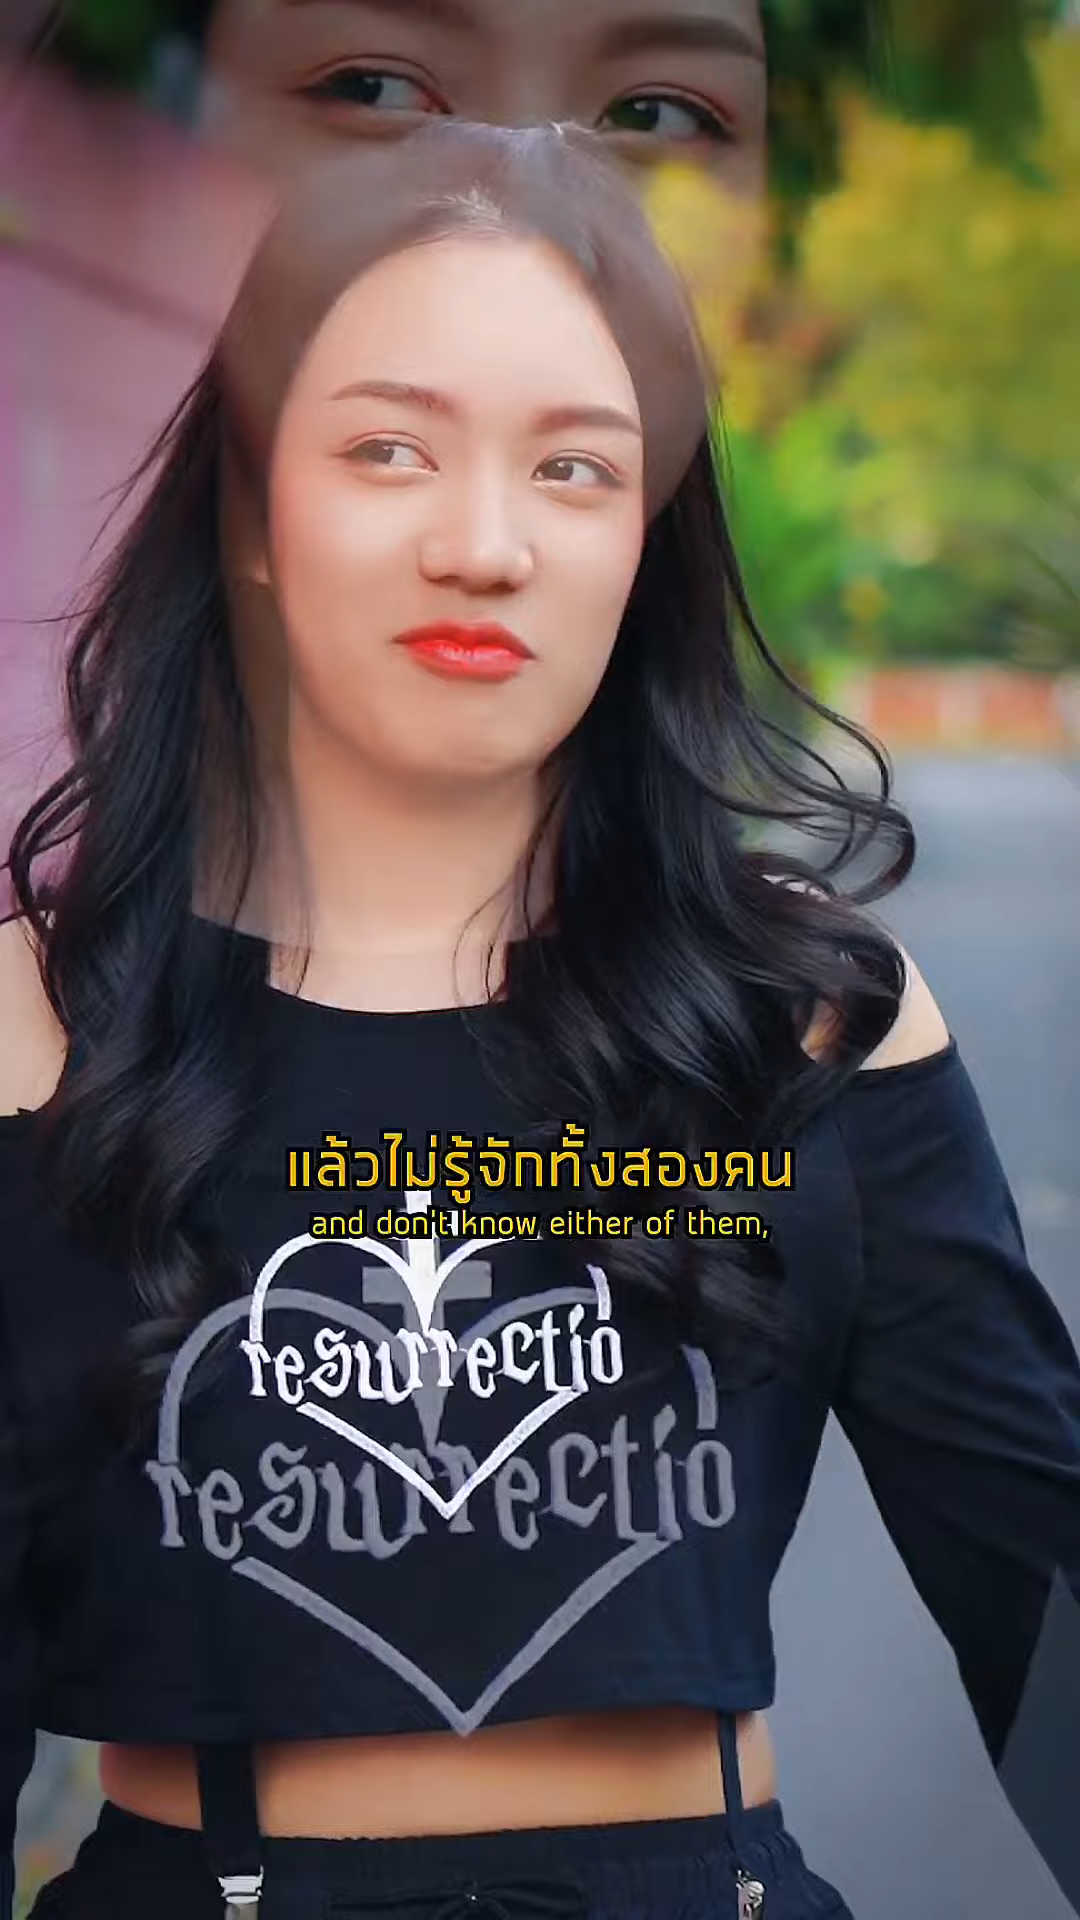 แล้วไม่รู้จักทั้งสองคน
and don't know either of them,
resurrectio
resurrectio